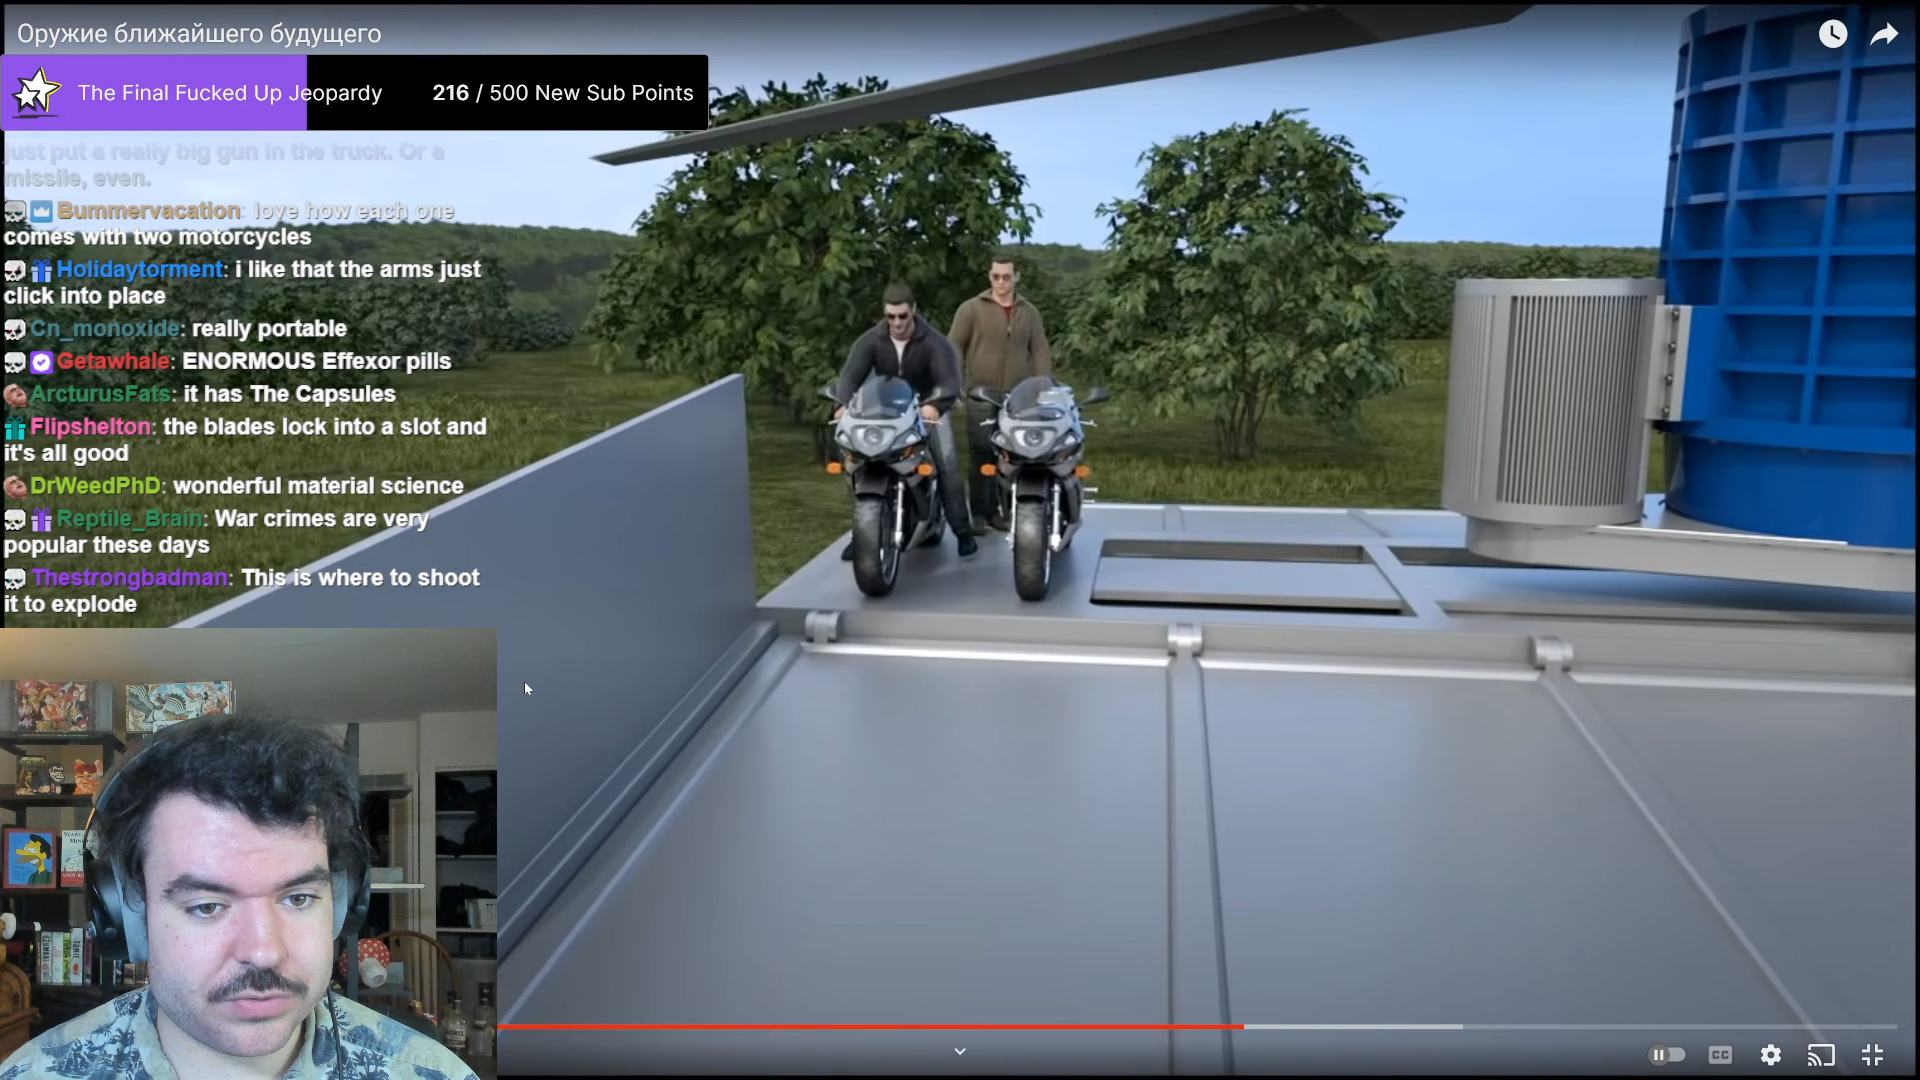 Оружие ближайшего будущего
The Final Fucked Up Jeopardy 216 / 500 New Sub Points
just put a really big gun in the truck. Or a
missile, even.
Bummervacation: love how each one
comes with two motorcycles
Holidaytorment: i like that the arms just
click into place
Cn_monoxide: really portable
Getawhale: ENORMOUS Effexor pills
ArcturusFats: it has The Capsules
Flipshelton: the blades lock into a slot and
it's all good
DrWeedPhD: wonderful material science
Reptile_Brain: War crimes are very
popular these days
Thestrongbadman: This is where to shoot
it to explode
CC